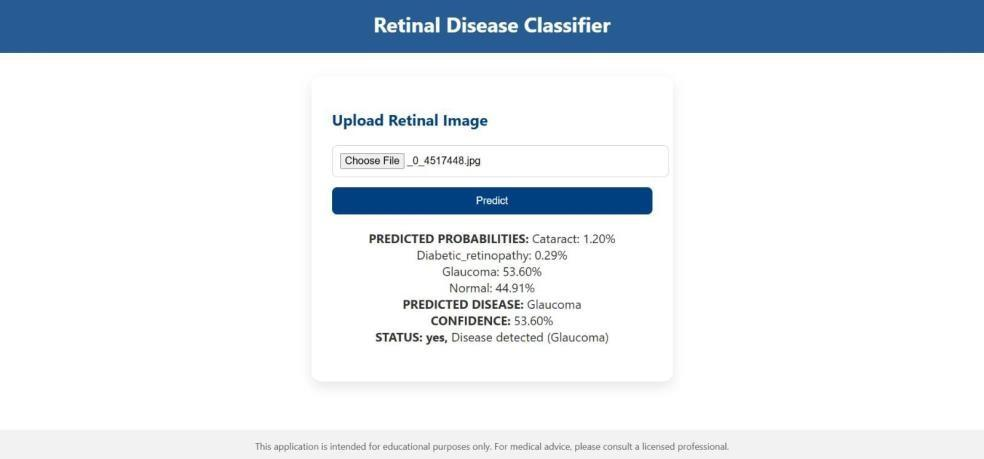 Retinal Disease Classifier
Upload Retinal Image
Choose File _0_4517448.jpg
Predict
PREDICTED PROBABILITIES: Cataract: 1.20%
Diabetic_retinopathy: 0.29%
Glaucoma: 53.60%
Normal: 44.91%
PREDICTED DISEASE: Glaucoma
CONFIDENCE: 53.60%
STATUS: yes, Disease detected (Glaucoma)
This application is intended for educational purposes only. For medical advice, please consult a licensed professional.